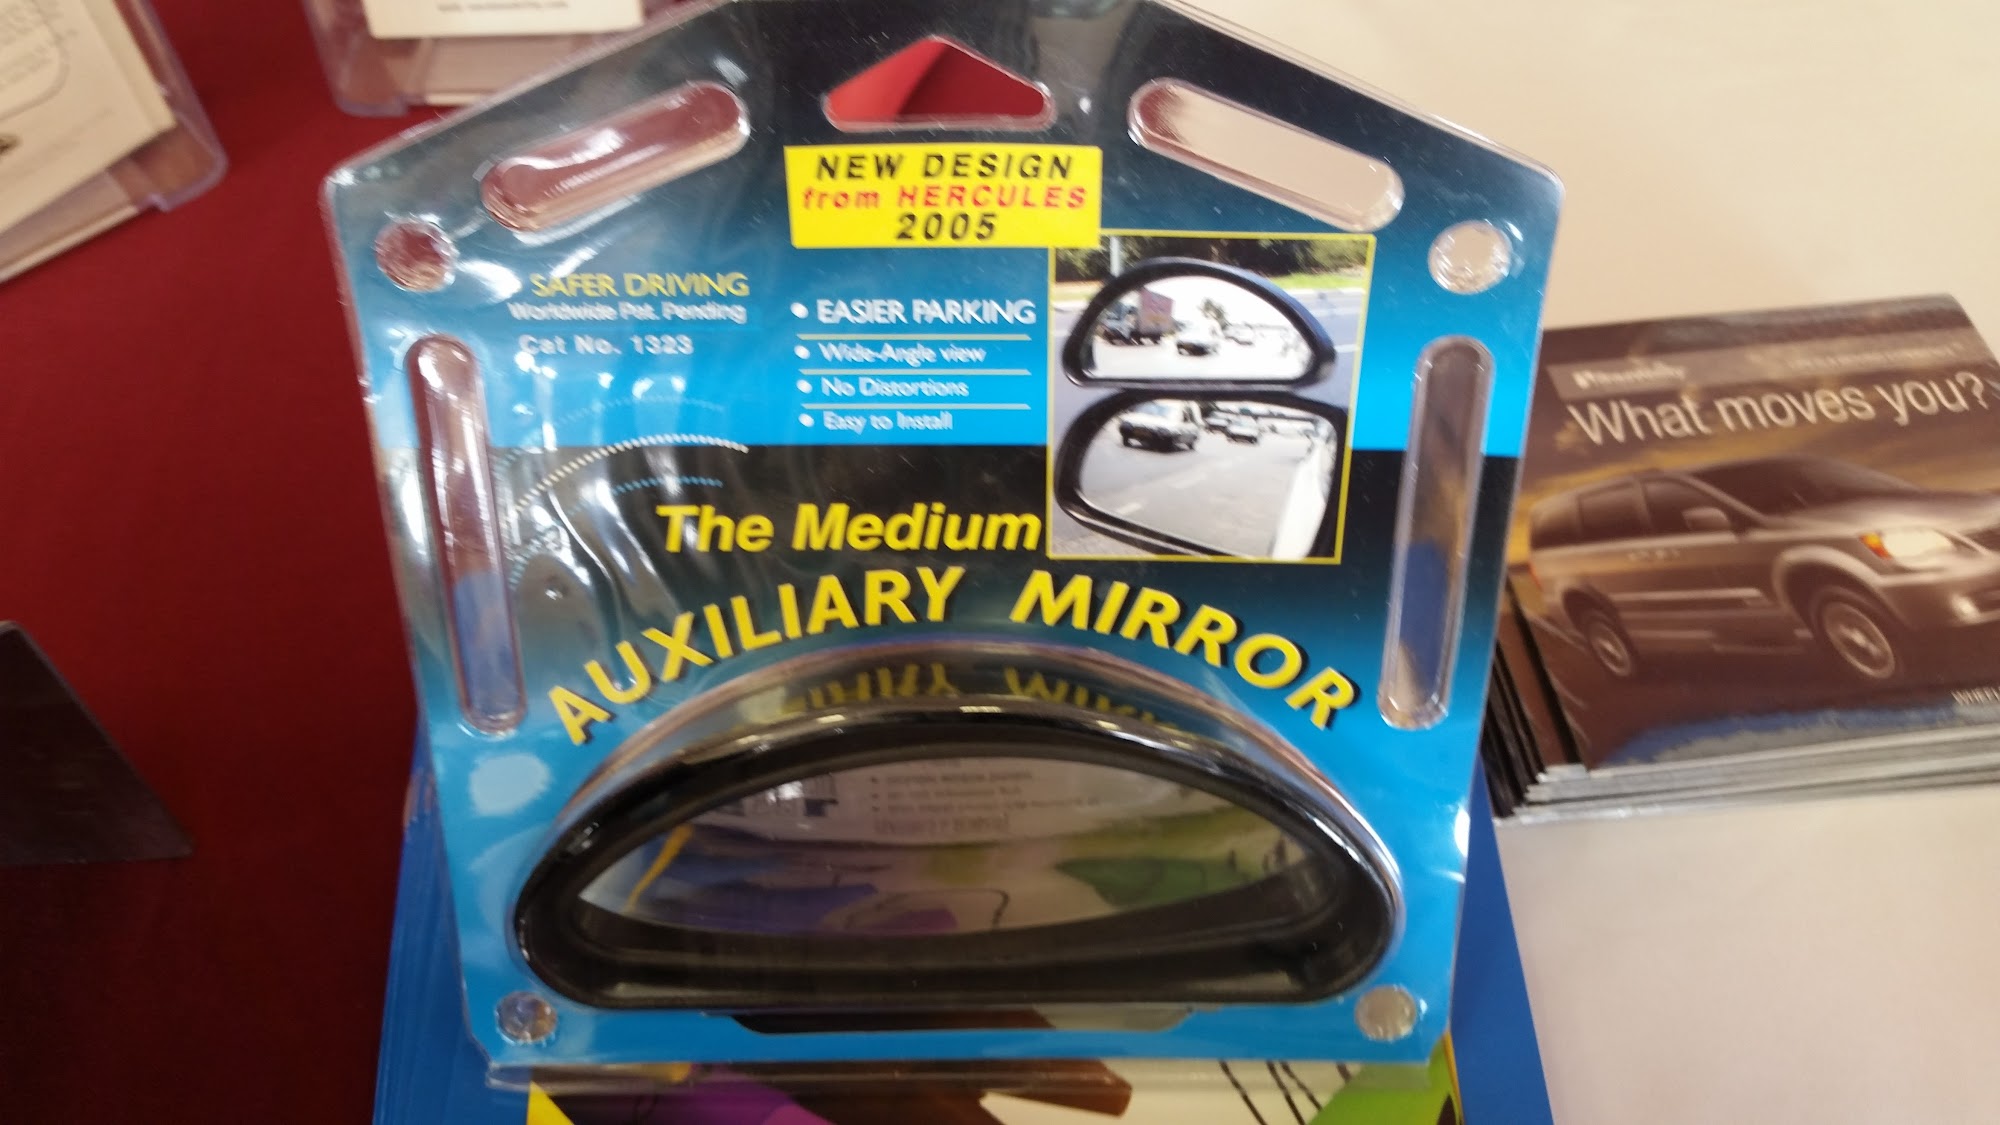 NEW DESIGN
from HERCULES
2005
SAFER DRIVING
Worldwide Pat. Pending
Cat No. 1323
• EASIER PARKING
• Wide-Angle view
• No Distortions
• Easy to Install
The Medium
AUXILIARY MIRROR
What moves you?